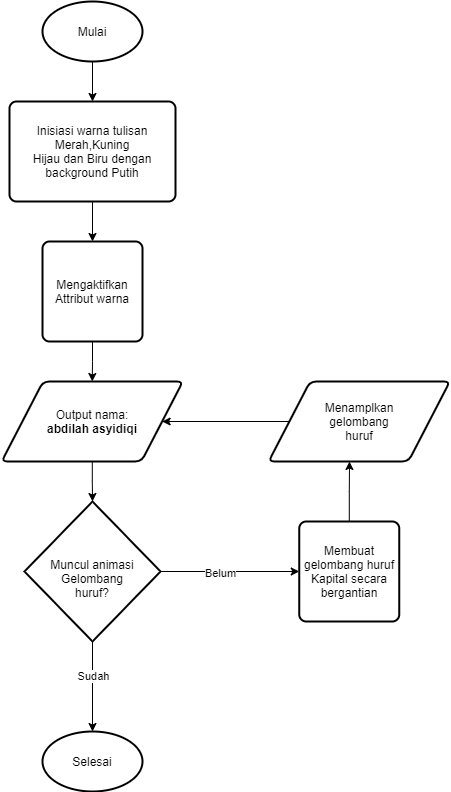 Mulai
Inisiasi warna tulisan
Merah,Kuning
Hijau dan Biru dengan
background Putih
Mengaktifkan
Attribut warna
Output nama:
abdilah asyidiqi
Menamplkan
gelombang
huruf
Muncul animasi
Gelombang
huruf?
Belum
Membuat
gelombang huruf
Kapital secara
bergantian
Sudah
Selesai